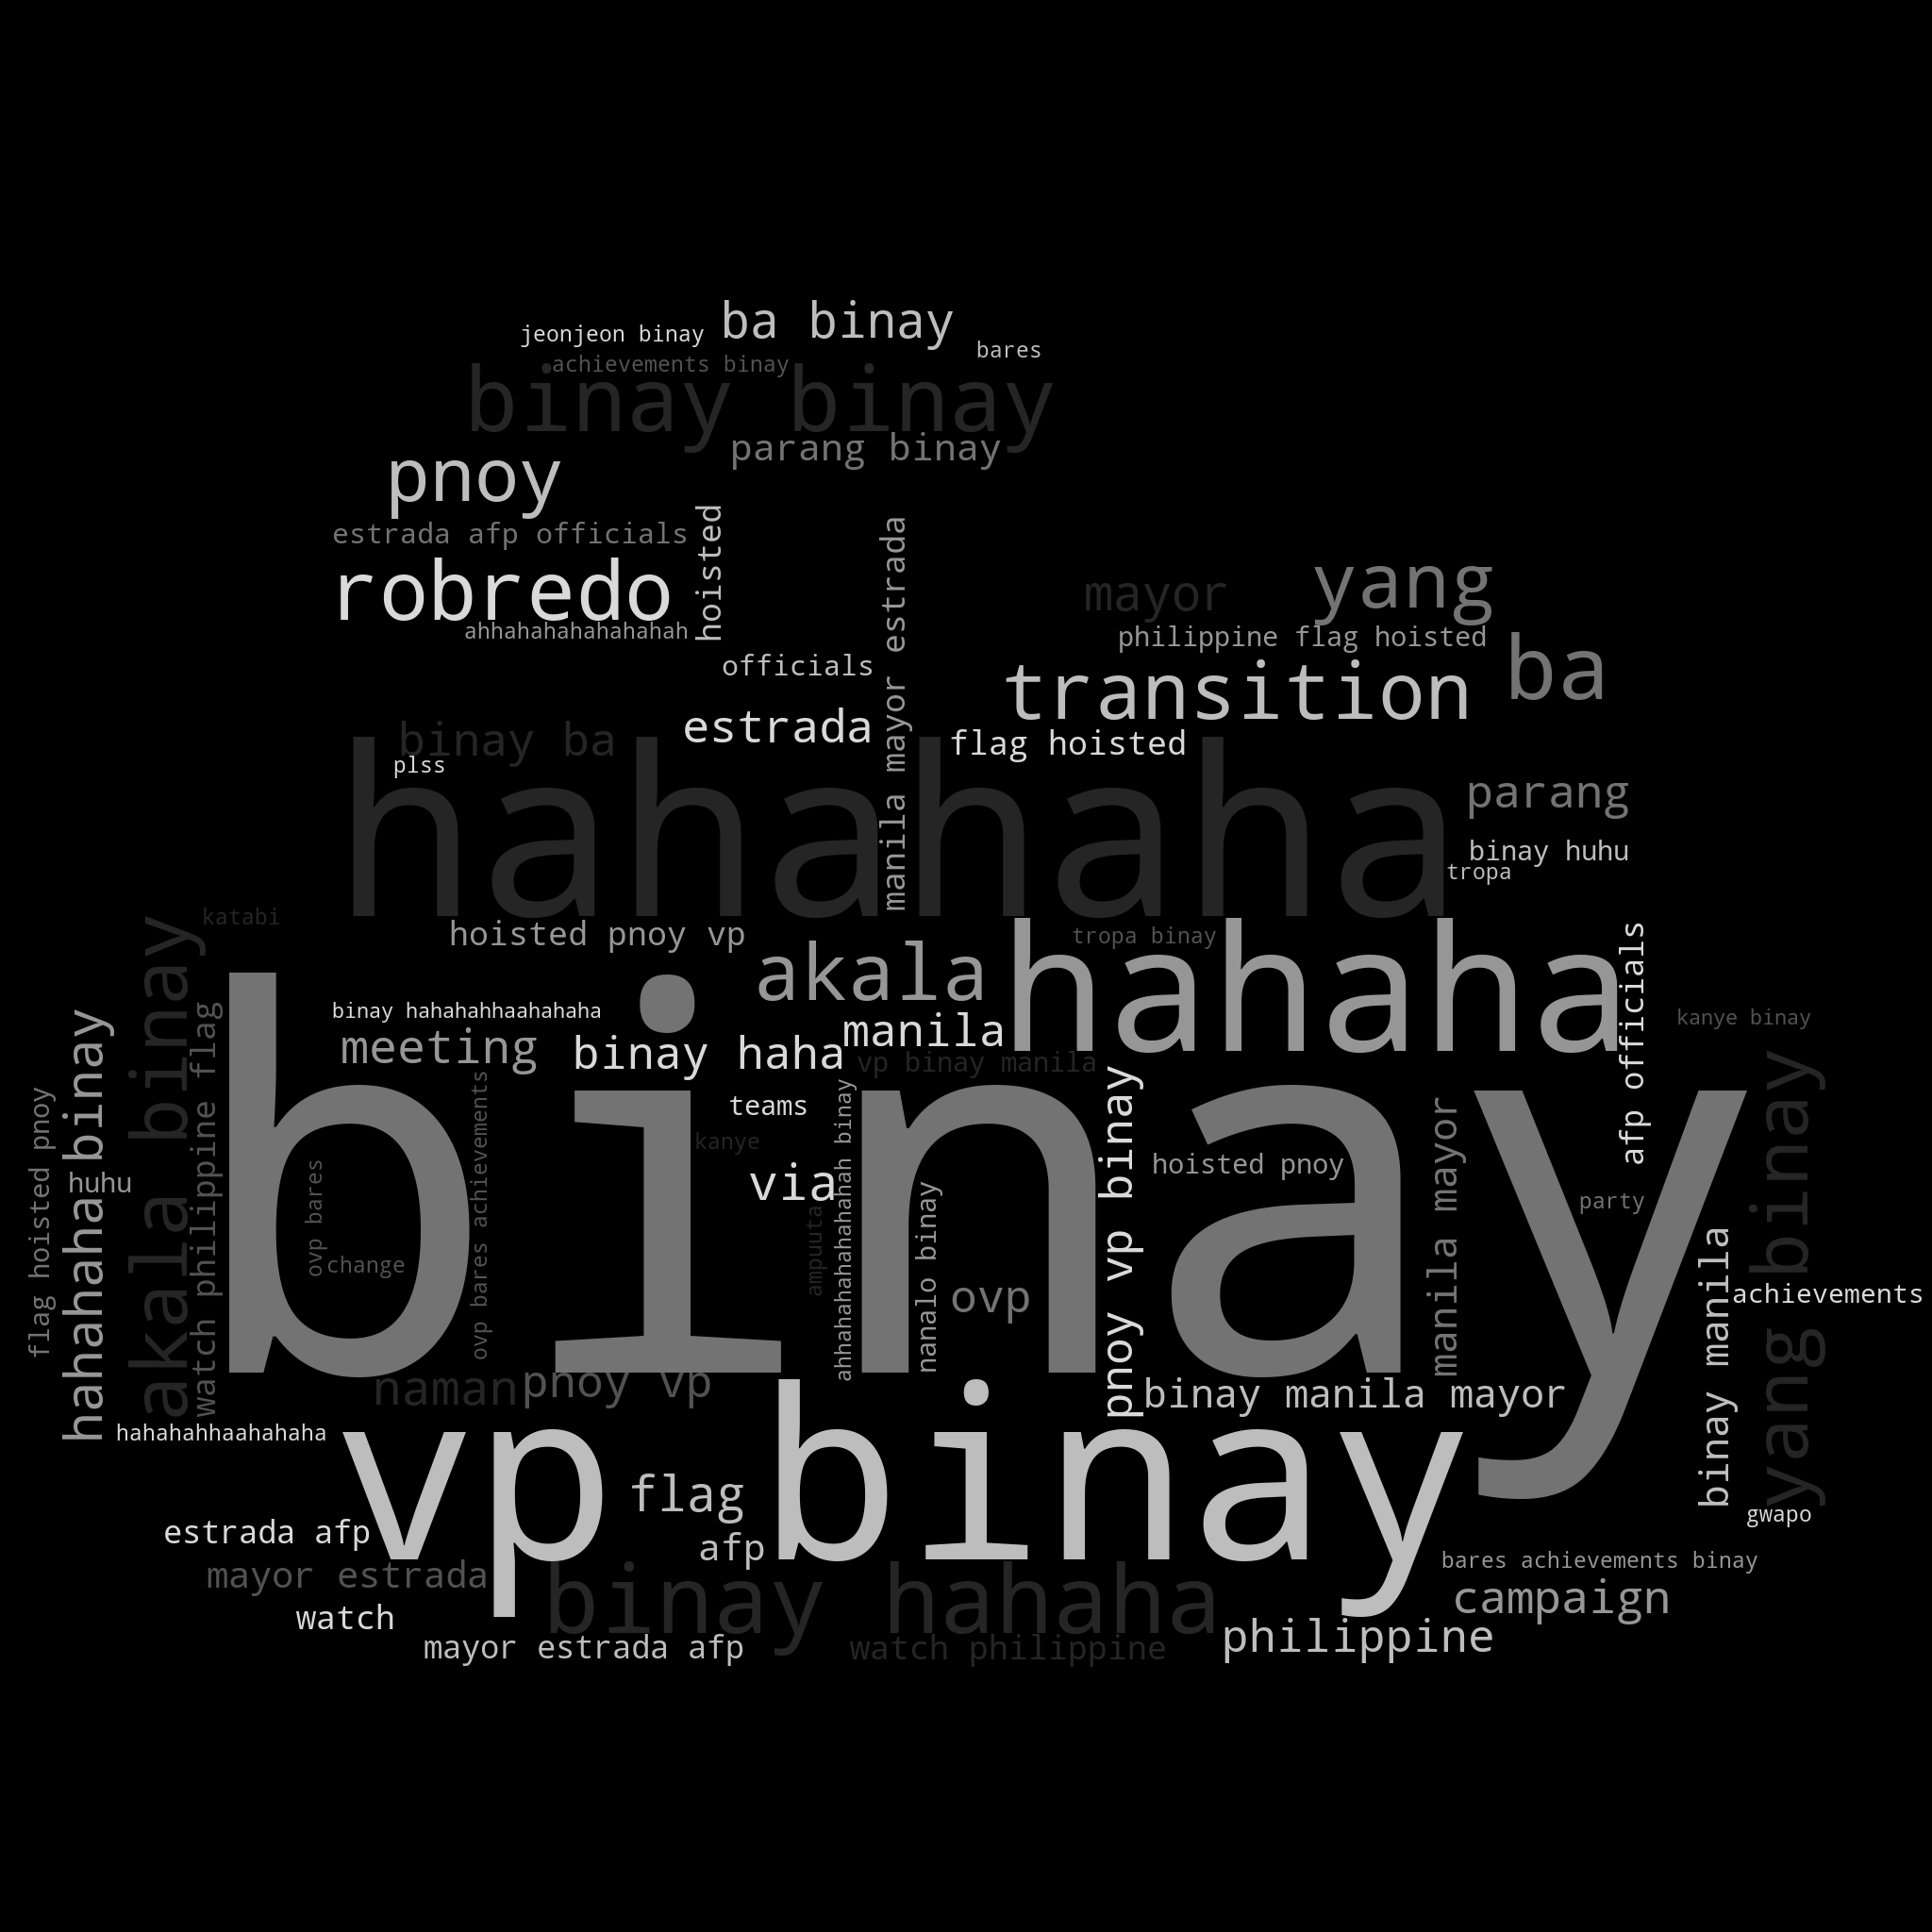 ba binay
jeonjeon binay
bares
achievements binay
binay binay
parang binay
pnoy
estrada afp officials
hoisted
robredo
ahhahahahahahahah
manila mayor estrada
mayor
yang
philippine flag hoisted
officials
transition
ba
estrada
flag hoisted
binay ba
plss
hahahaha
parang
binay huhu
tropa
katabi
hoisted pnoy vp
tropa binay
akala
hahaha
afp officials
akala binay
binay hahahahhaahahaha
manila
kanye binay
meeting
binay haha
vp binay manila
watch philippine flag
hahahaha binay
flag hoisted pnoy
huhu
binay
teams
kanye
via
ovp bares
change
ovp bares achievements
ampuuta
ahhahahahahahahah binay
nanalo binay
ovp
pnoy vp binay
hoisted pnoy
manila mayor
party
binay manila
yang binay
achievements
naman
pnoy vp
binay manila mayor
hahahahhaahahaha
vp binay
flag
gwapo
estrada afp
afp
mayor estrada
binay hahaha
bares achievements binay
campaign
watch
mayor estrada afp
watch philippine
philippine